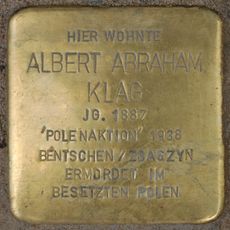 HIER WOHNTE
ALBERT ABRAHAM
KLAG
JG. 1887
'POLENAKTION' 1938
BENTSCHEN/ZBASZYN
ERMORDET IM
BESETZTEN POLEN